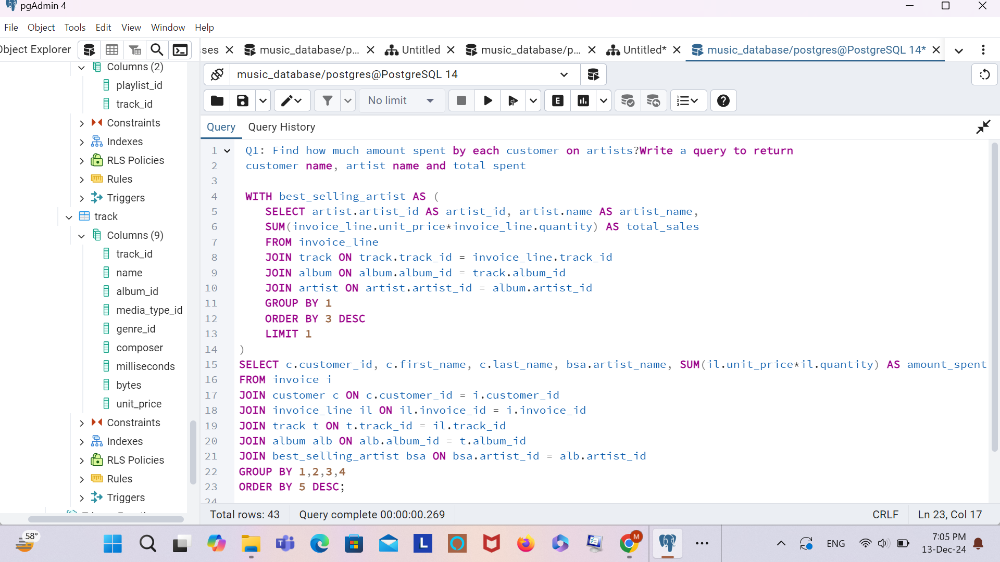 pgAdmin 4
File Object Tools Edit View Window Help
Object Explorer
ses
music_database/p...
Untitled
music_database/p...
Untitled*
music_database/postgres@PostgreSQL 14*
Columns (2)
playlist_id
track_id
Constraints
Indexes
RLS Policies
Rules
Triggers
track
Columns (9)
track_id
name
album_id
media_type_id
genre_id
composer
milliseconds
bytes
unit_price
Constraints
Indexes
RLS Policies
Rules
Triggers
music_database/postgres@PostgreSQL 14
No limit
E
Query Query History
1 Q1: Find how much amount spent by each customer on artists?Write a query to return
2 customer name, artist name and total spent
3
4 WITH best_selling_artist AS (
5 SELECT artist.artist_id AS artist_id, artist.name AS artist_name,
6 SUM(invoice_line.unit_price*invoice_line.quantity) AS total_sales
7 FROM invoice_line
8 JOIN track ON track.track_id = invoice_line.track_id
9 JOIN album ON album.album_id = track.album_id
10 JOIN artist ON artist.artist_id = album.artist_id
11 GROUP BY 1
12 ORDER BY 3 DESC
13 LIMIT 1
14 )
15 SELECT c.customer_id, c.first_name, c.last_name, bsa.artist_name, SUM(il.unit_price*il.quantity) AS amount_spent
16 FROM invoice i
17 JOIN customer c ON c.customer_id = i.customer_id
18 JOIN invoice_line il ON il.invoice_id = i.invoice_id
19 JOIN track t ON t.track_id = il.track_id
20 JOIN album alb ON alb.album_id = t.album_id
21 JOIN best_selling_artist bsa ON bsa.artist_id = alb.artist_id
22 GROUP BY 1,2,3,4
23 ORDER BY 5 DESC;
24
Total rows: 43
Query complete 00:00:00.269
CRLF
Ln 23, Col 17
58°
L
M
ENG
7:05 PM
13-Dec-24